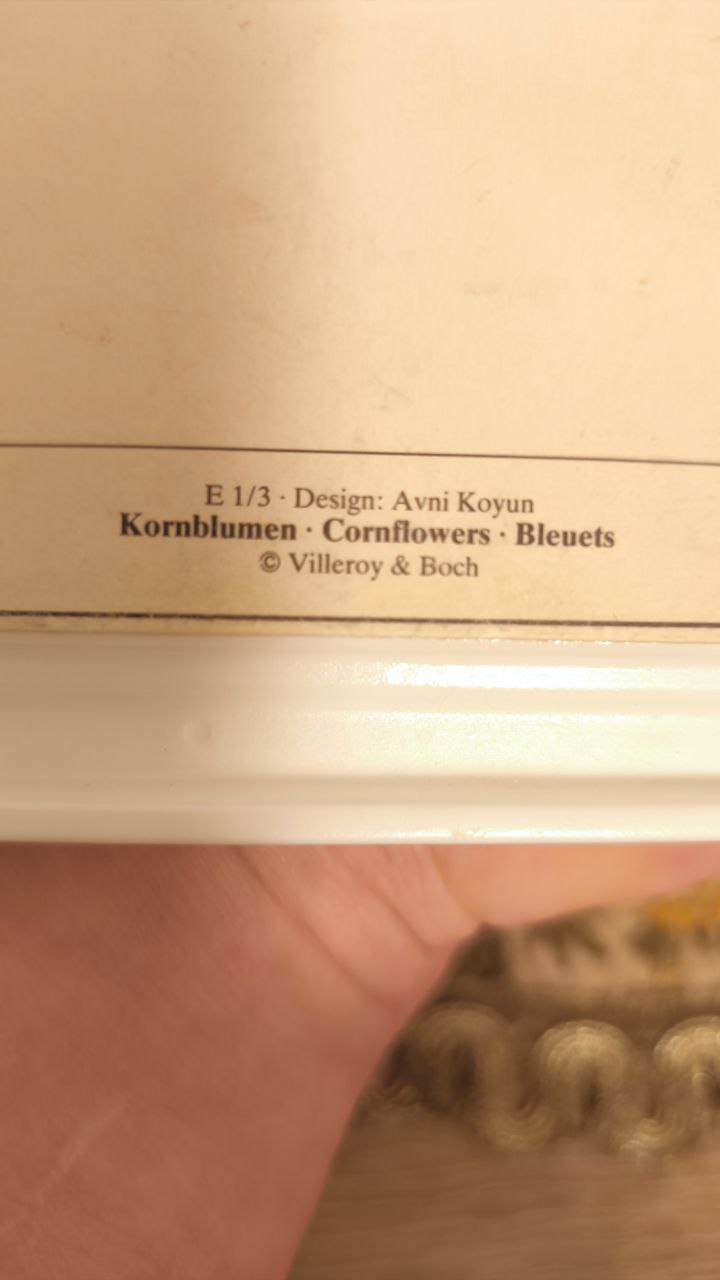 E 1/3 · Design: Avni Koyun
Kornblumen · Cornflowers · Bleuets
© Villeroy & Boch